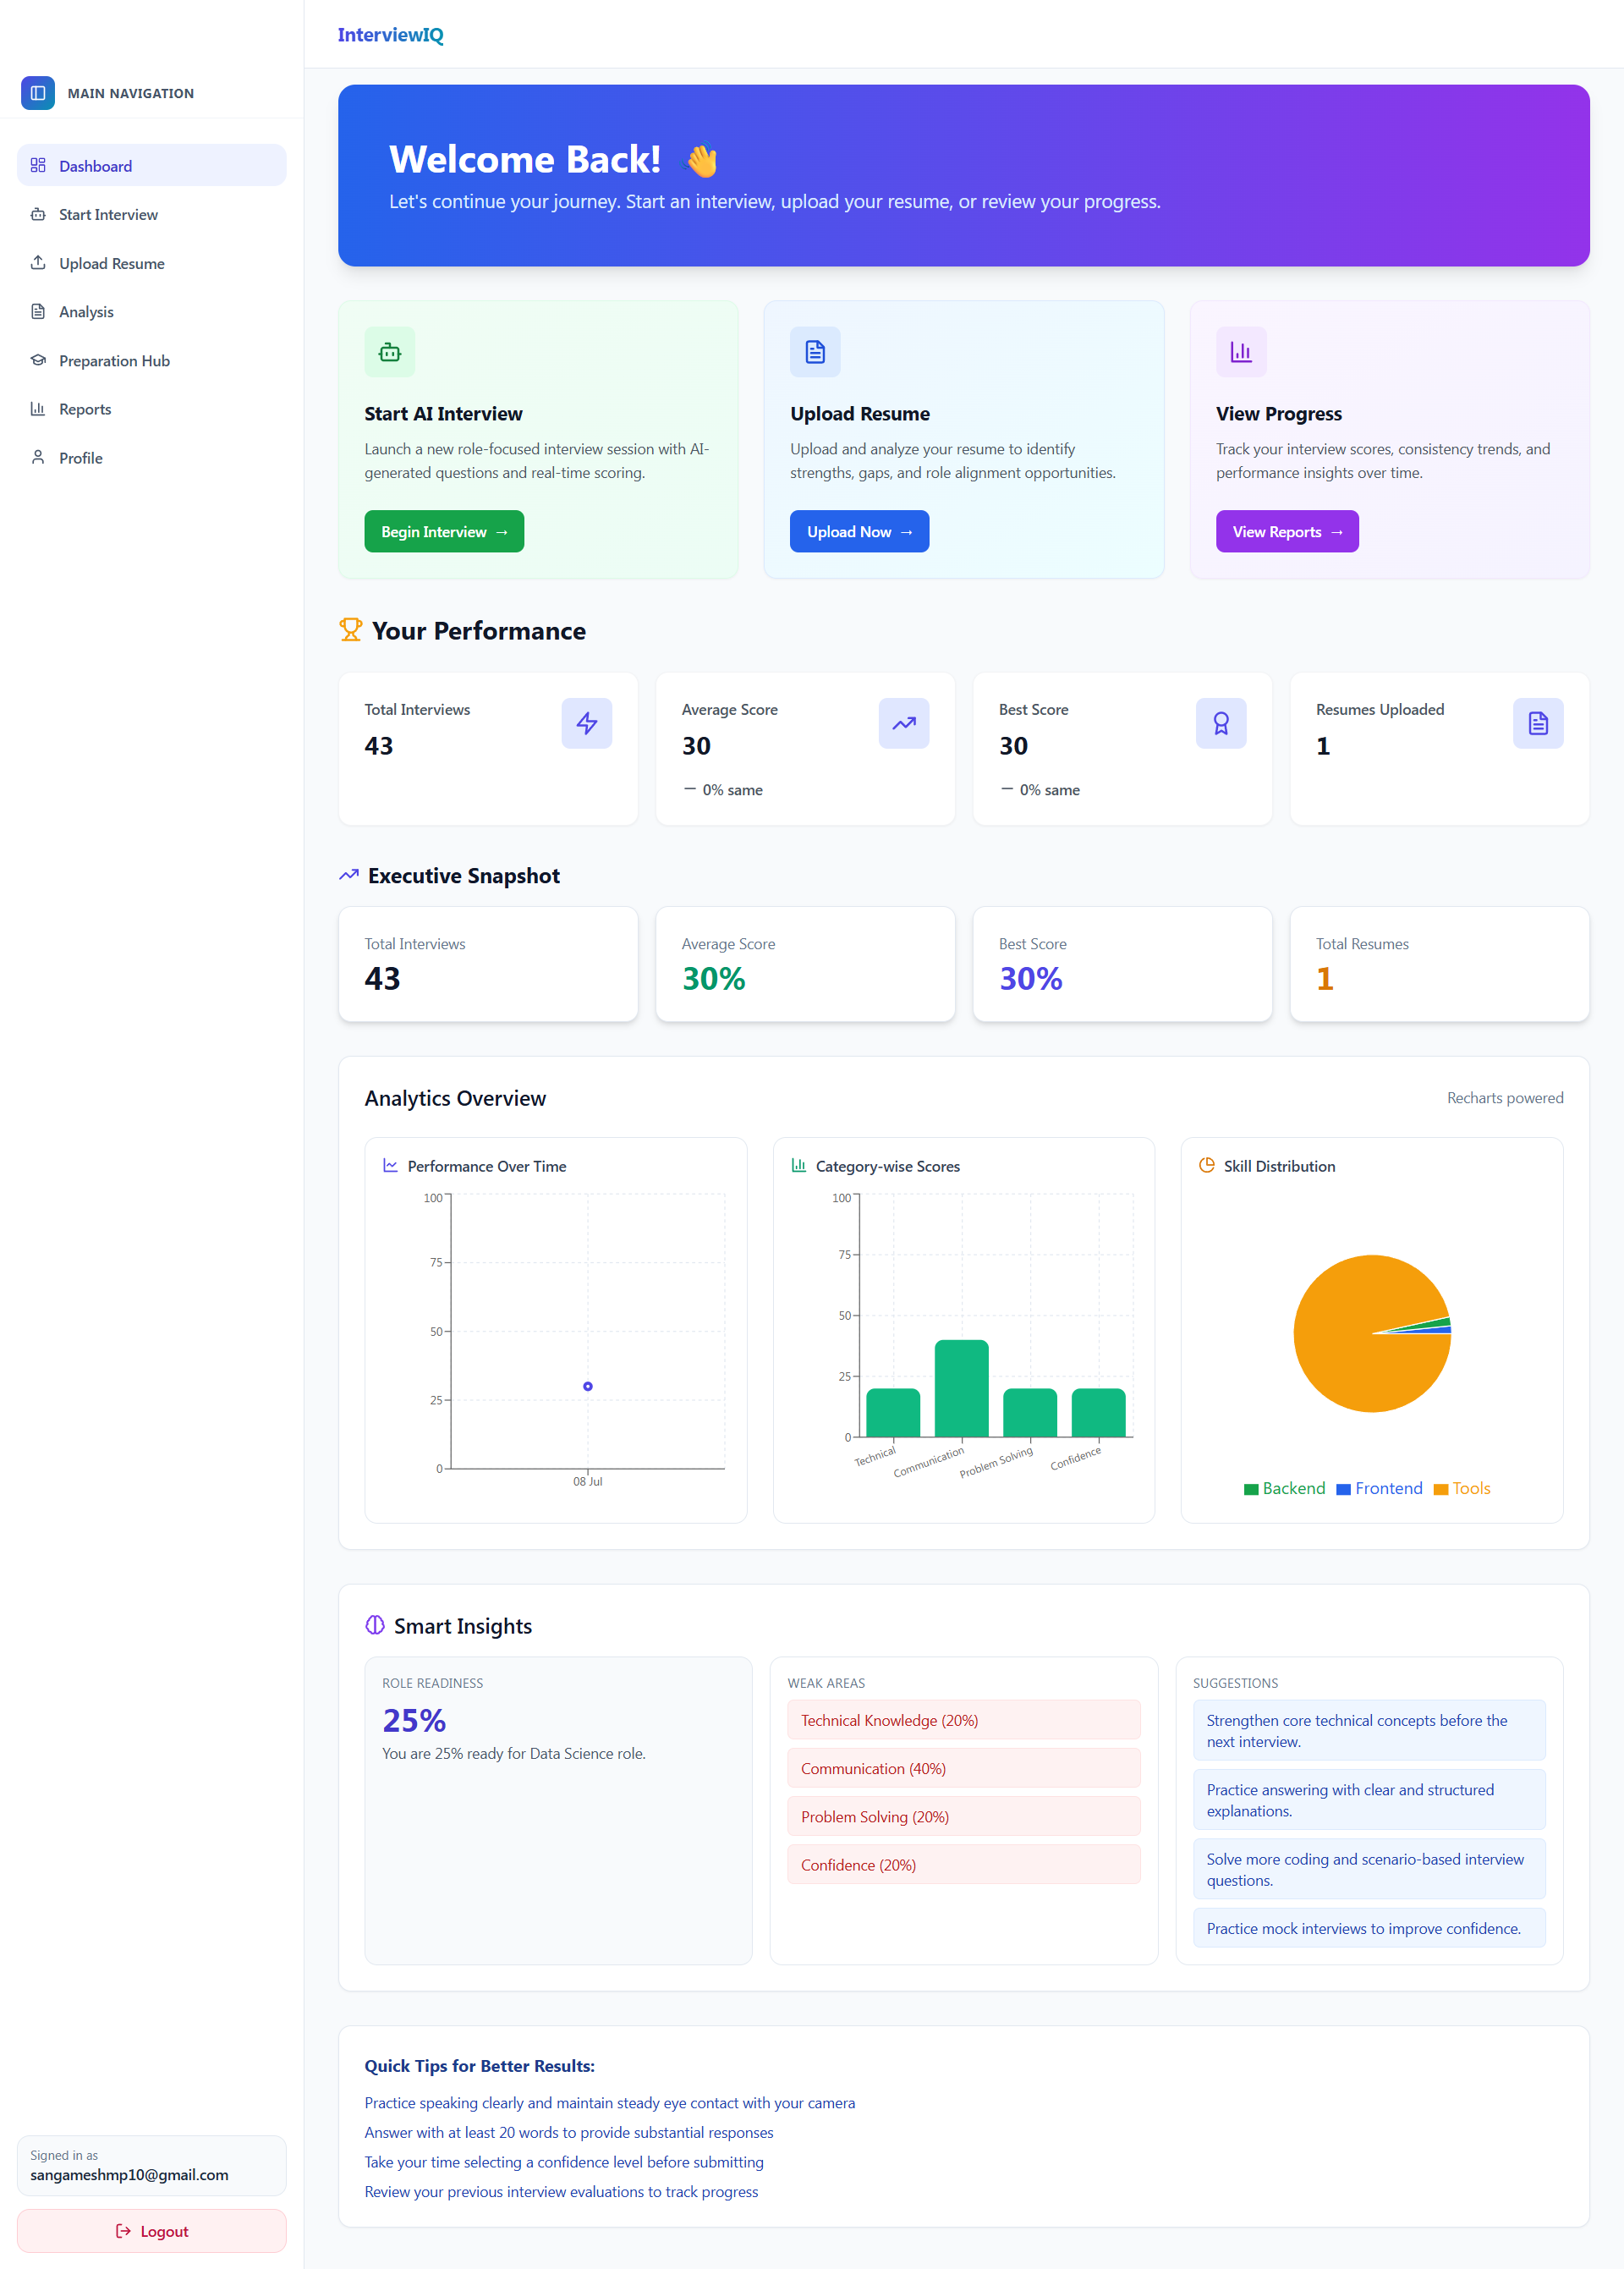 InterviewIQ
MAIN NAVIGATION
Dashboard
Start Interview
Upload Resume
Analysis
Preparation Hub
Reports
Profile
Signed in as
sangameshmp10@gmail.com
Logout
Welcome Back! 👋
Let's continue your journey. Start an interview, upload your resume, or review your progress.
Start AI Interview
Launch a new role-focused interview session with AI-
generated questions and real-time scoring.
Begin Interview →
Upload Resume
Upload and analyze your resume to identify
strengths, gaps, and role alignment opportunities.
Upload Now →
View Progress
Track your interview scores, consistency trends, and
performance insights over time.
View Reports →
Your Performance
Total Interviews
43
Average Score
30
— 0% same
Best Score
30
— 0% same
Resumes Uploaded
1
Executive Snapshot
Total Interviews
43
Average Score
30%
Best Score
30%
Total Resumes
1
Analytics Overview
Recharts powered
Performance Over Time
100
75
50
25
0
08 Jul
Category-wise Scores
100
75
50
25
0
Technical
Communication
Problem Solving
Confidence
Skill Distribution
Backend Frontend Tools
Smart Insights
ROLE READINESS
25%
You are 25% ready for Data Science role.
WEAK AREAS
Technical Knowledge (20%)
Communication (40%)
Problem Solving (20%)
Confidence (20%)
SUGGESTIONS
Strengthen core technical concepts before the
next interview.
Practice answering with clear and structured
explanations.
Solve more coding and scenario-based interview
questions.
Practice mock interviews to improve confidence.
Quick Tips for Better Results:
Practice speaking clearly and maintain steady eye contact with your camera
Answer with at least 20 words to provide substantial responses
Take your time selecting a confidence level before submitting
Review your previous interview evaluations to track progress